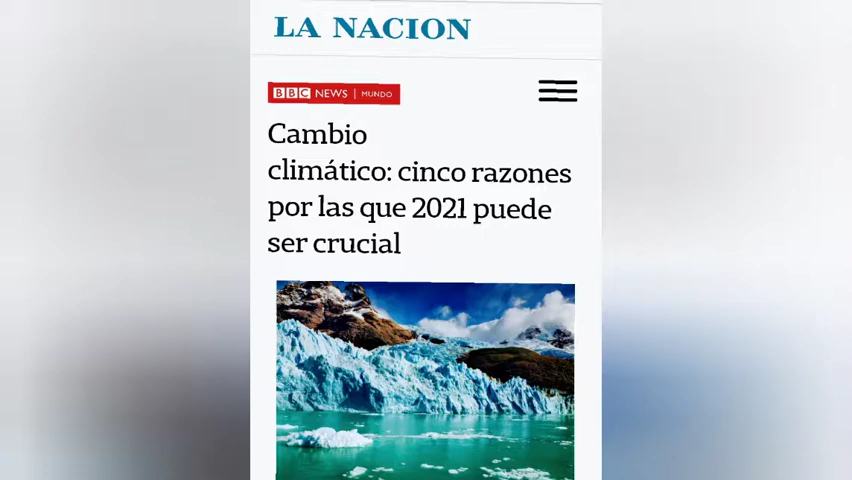 LA NACION
BBC NEWS | MUNDO
Cambio
climático: cinco razones
por las que 2021 puede
ser crucial